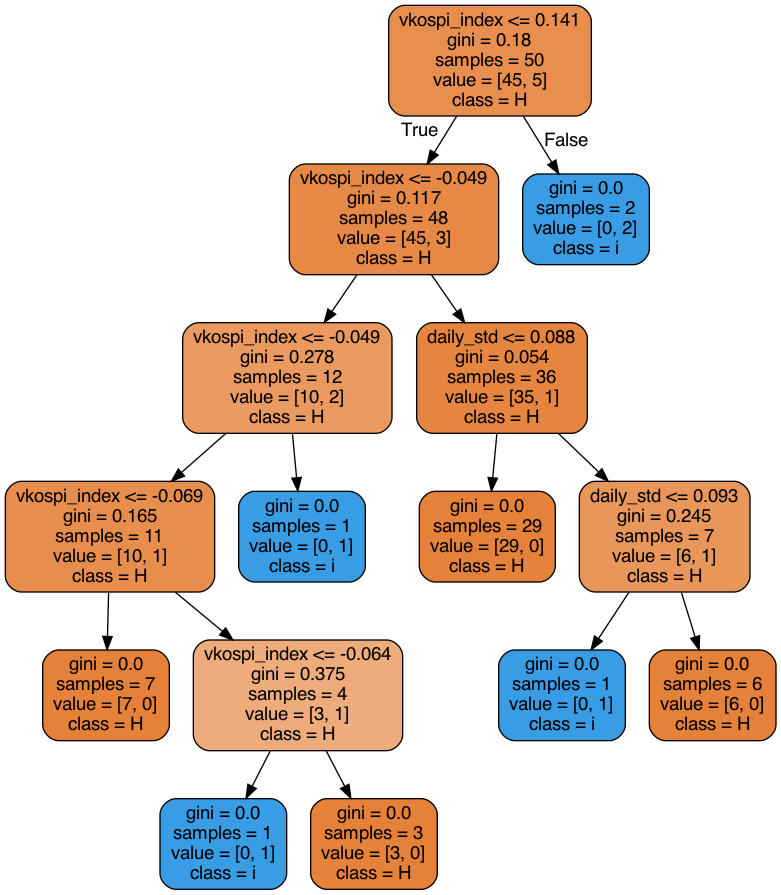 vkospi_index <= 0.141
gini = 0.18
samples = 50
value = [45, 5]
class = H
True
False
vkospi_index <= -0.049
gini = 0.117
samples = 48
value = [45, 3]
class = H
gini = 0.0
samples = 2
value = [0, 2]
class = i
vkospi_index <= -0.049
gini = 0.278
samples = 12
value = [10, 2]
class = H
daily_std <= 0.088
gini = 0.054
samples = 36
value = [35, 1]
class = H
vkospi_index <= -0.069
gini = 0.165
samples = 11
value = [10, 1]
class = H
gini = 0.0
samples = 1
value = [0, 1]
class = i
gini = 0.0
samples = 29
value = [29, 0]
class = H
daily_std <= 0.093
gini = 0.245
samples = 7
value = [6, 1]
class = H
gini = 0.0
samples = 7
value = [7, 0]
class = H
vkospi_index <= -0.064
gini = 0.375
samples = 4
value = [3, 1]
class = H
gini = 0.0
samples = 1
value = [0, 1]
class = i
gini = 0.0
samples = 6
value = [6, 0]
class = H
gini = 0.0
samples = 1
value = [0, 1]
class = i
gini = 0.0
samples = 3
value = [3, 0]
class = H